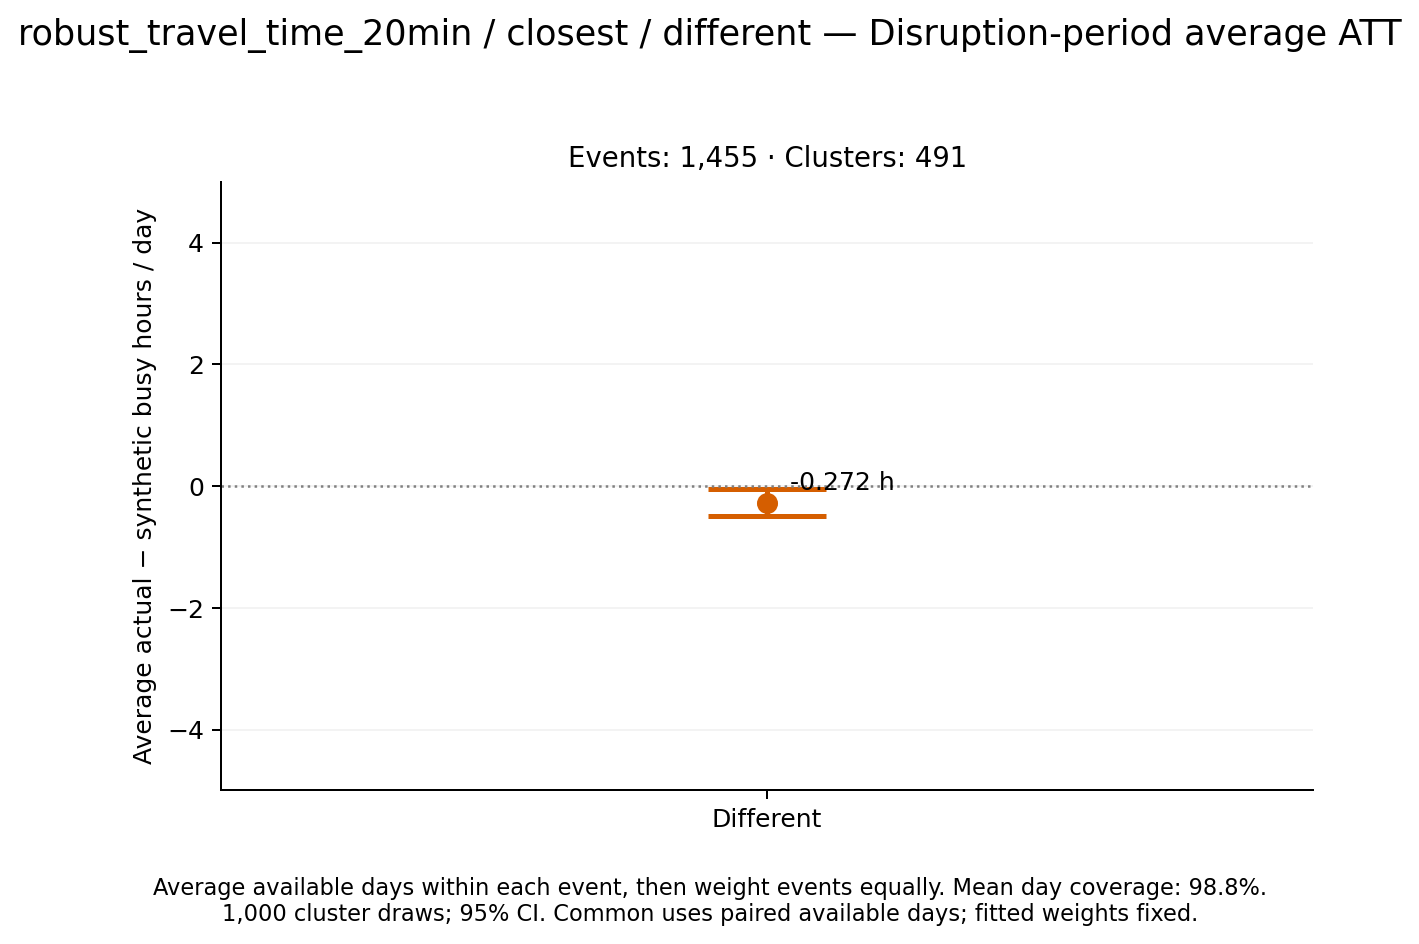 robust_travel_time_20min / closest / different — Disruption-period average ATT
Events: 1,455 · Clusters: 491
Average actual − synthetic busy hours / day
4
2
0
−2
−4
-0.272 h
Different
Average available days within each event, then weight events equally. Mean day coverage: 98.8%.
1,000 cluster draws; 95% CI. Common uses paired available days; fitted weights fixed.